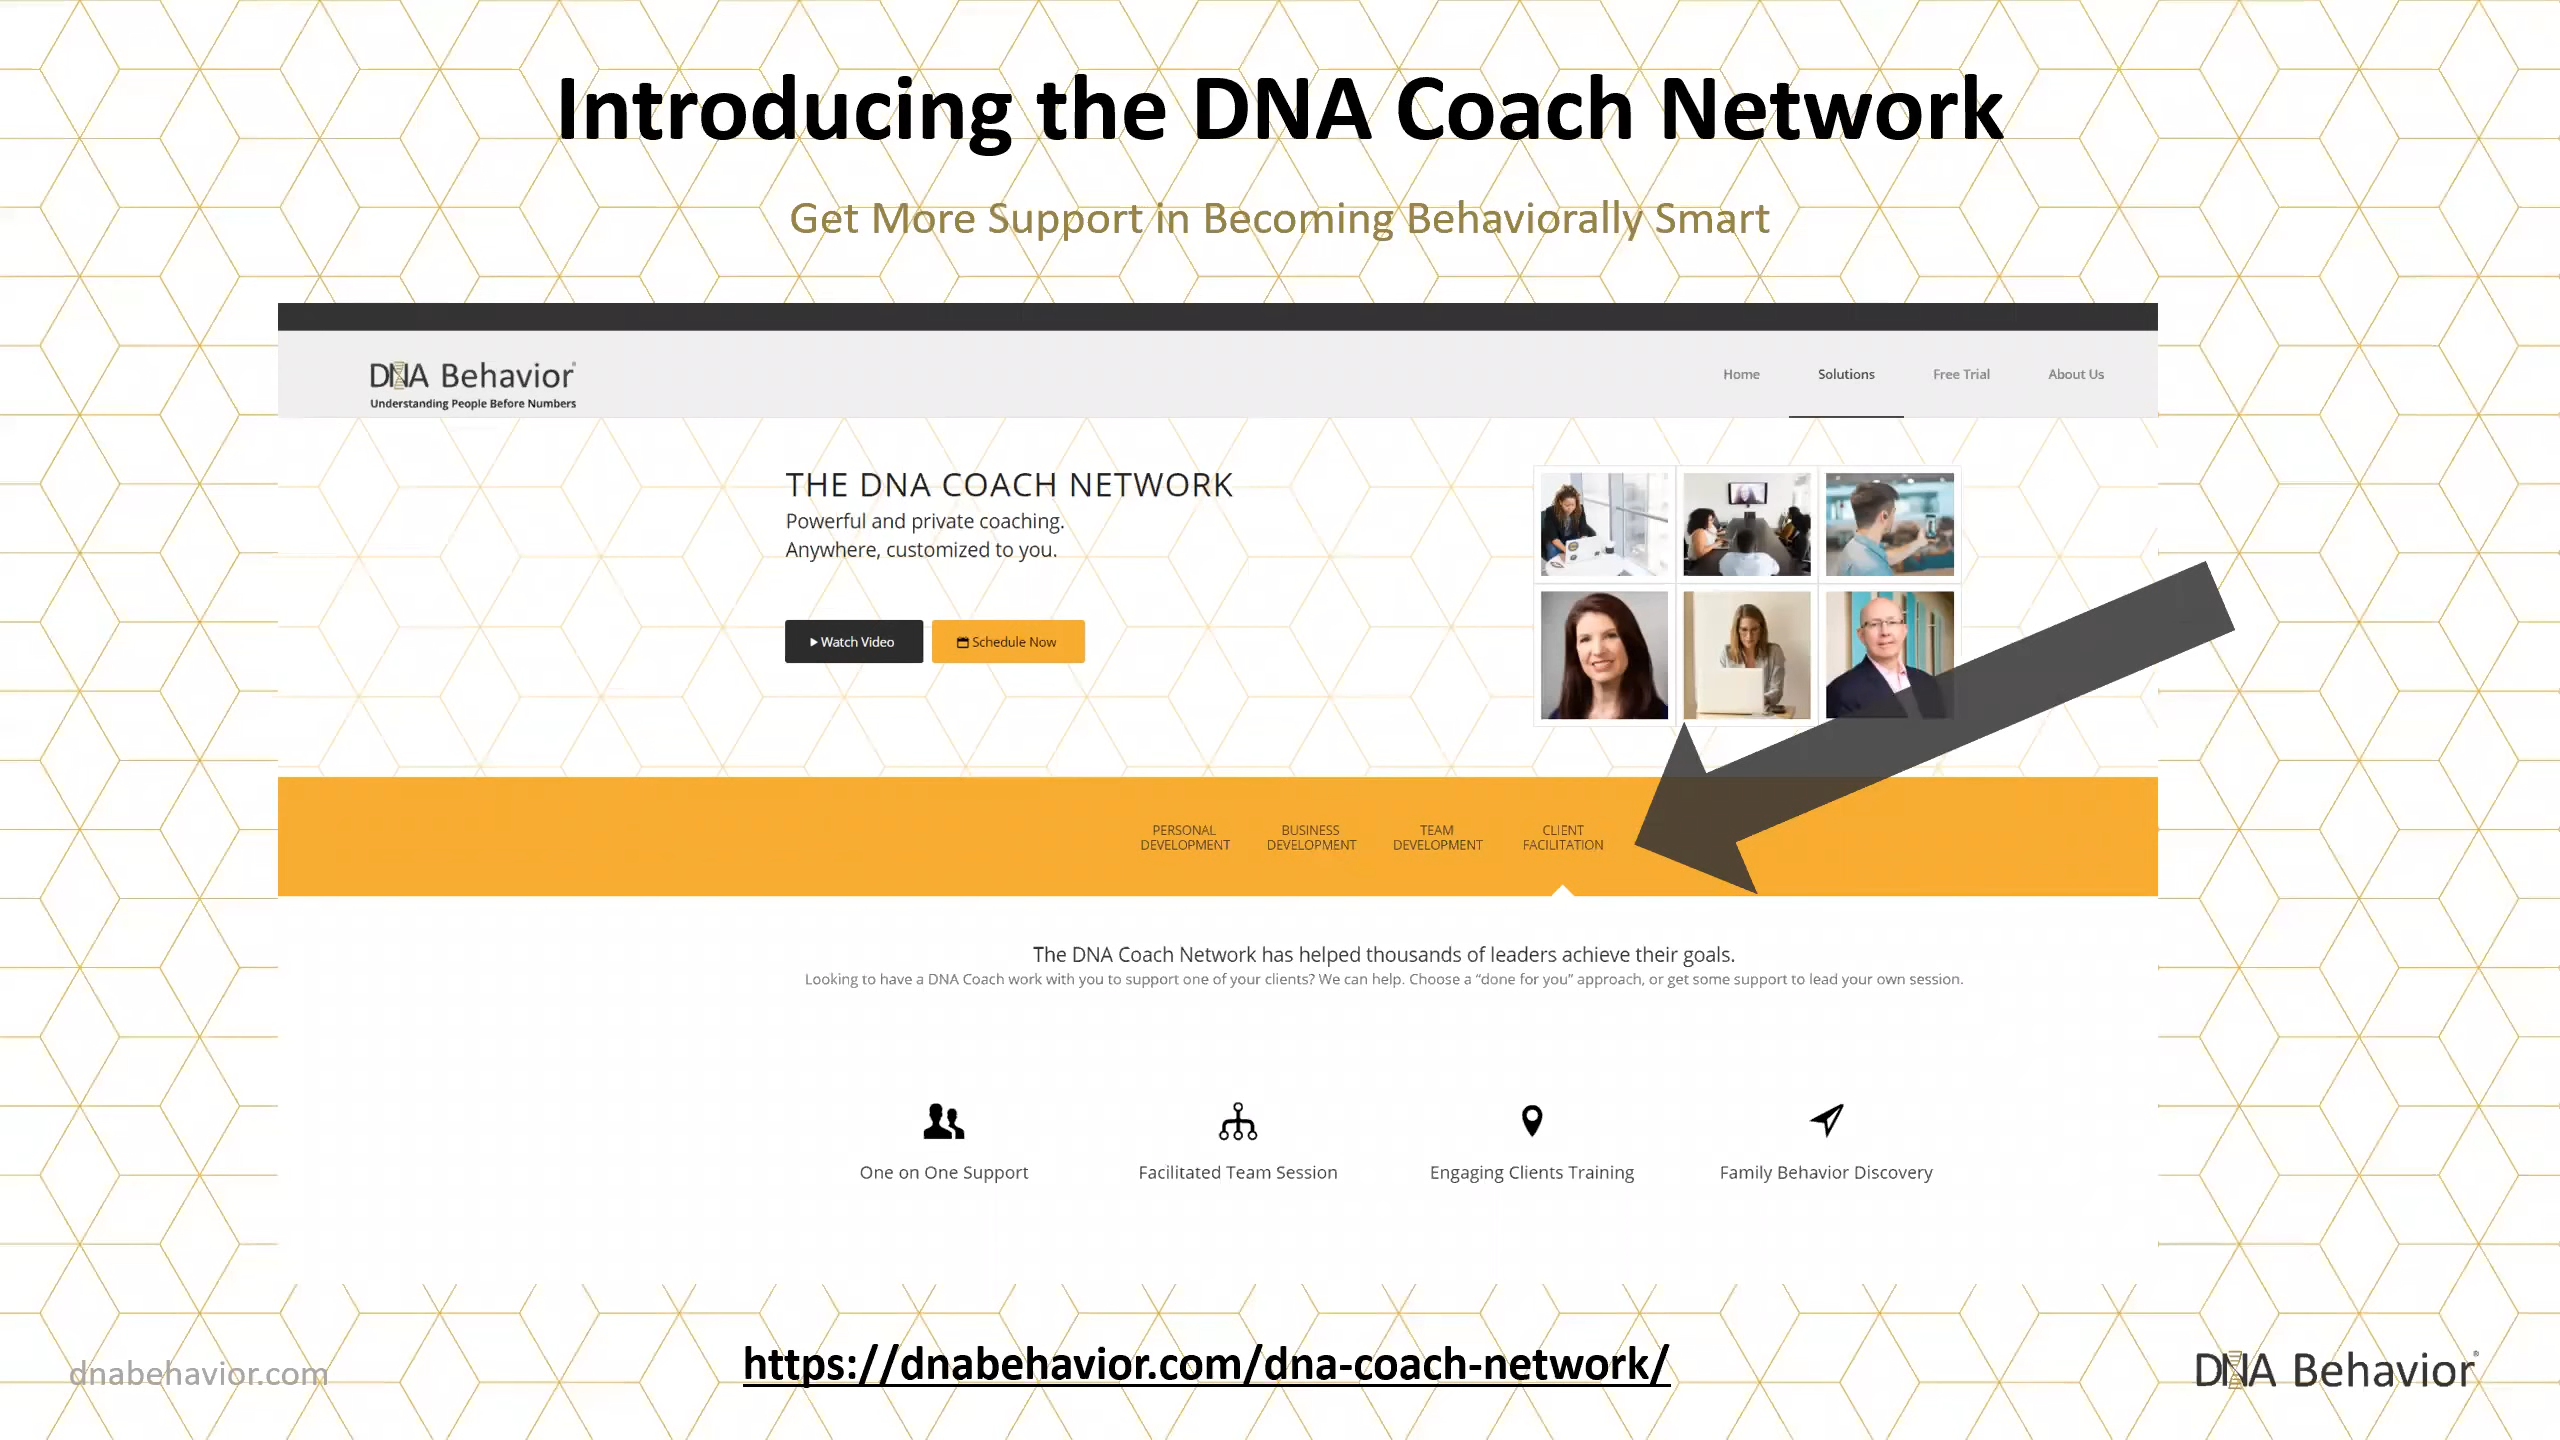 Introducing the DNA Coach Network
Get More Support in Becoming Behaviorally Smart
DNA Behavior®
Understanding People Before Numbers
Home
Solutions
Free Trial
About Us
THE DNA COACH NETWORK
Powerful and private coaching.
Anywhere, customized to you.
Watch Video
Schedule Now
PERSONAL
DEVELOPMENT
BUSINESS
DEVELOPMENT
TEAM
DEVELOPMENT
CLIENT
FACILITATION
The DNA Coach Network has helped thousands of leaders achieve their goals.
Looking to have a DNA Coach work with you to support one of your clients? We can help. Choose a “done for you” approach, or get some support to lead your own session.
One on One Support
Facilitated Team Session
Engaging Clients Training
Family Behavior Discovery
dnabehavior.com
https://dnabehavior.com/dna-coach-network/
DNA Behavior®